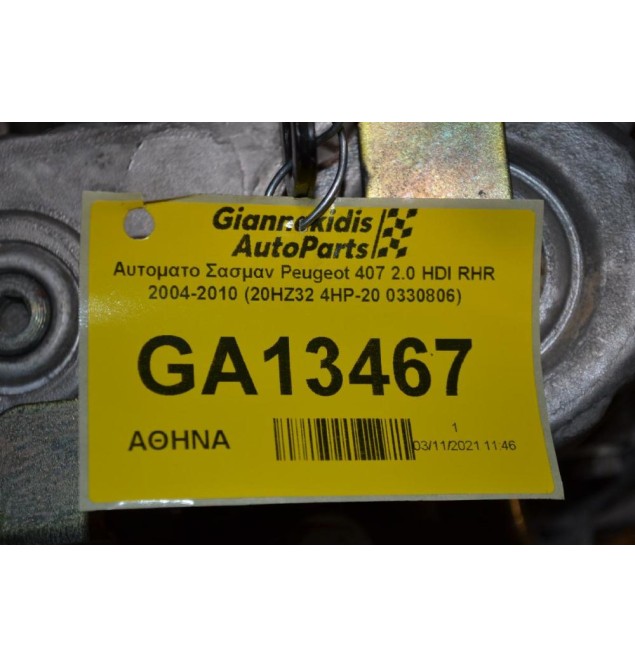 Giannakidis
AutoParts
Αυτοματο Σασμαν Peugeot 407 2.0 HDI RHR
2004-2010 (20HZ32 4HP-20 0330806)
GA13467
ΑΘΗΝΑ
1
03/11/2021 11:46